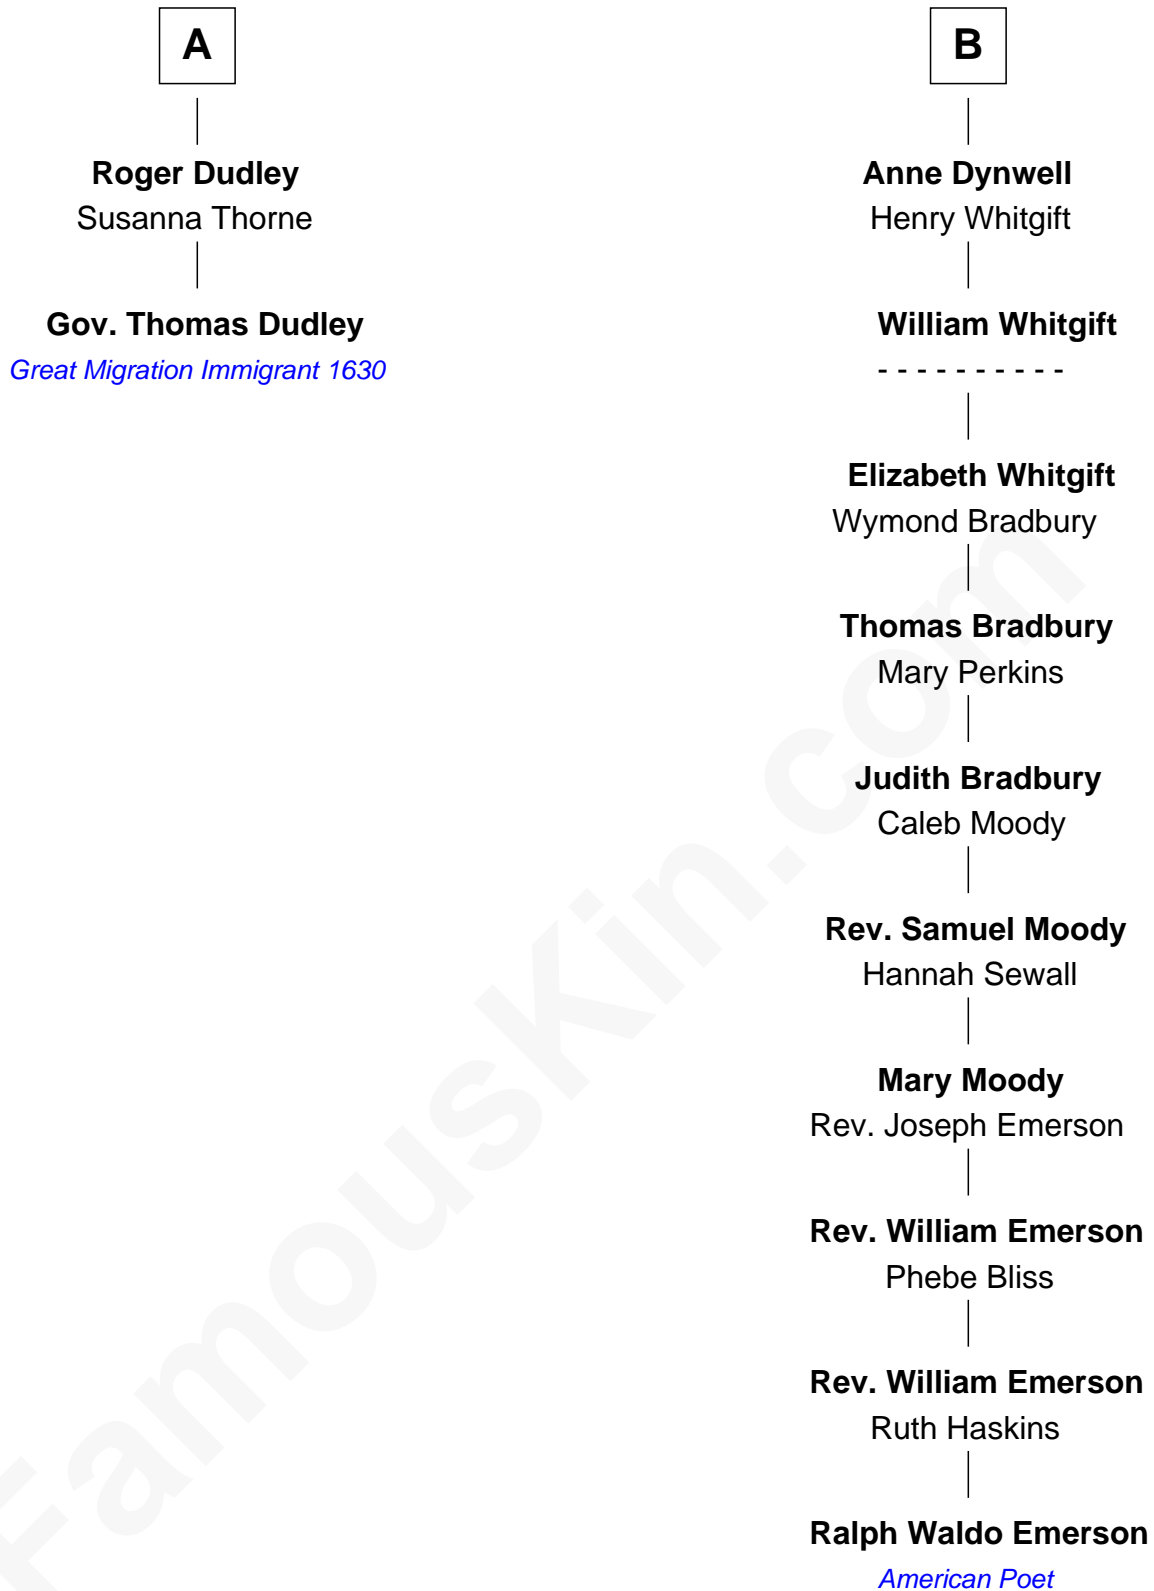 A
Roger Dudley
Susanna Thorne
Gov. Thomas Dudley
Great Migration Immigrant 1630
B
Anne Dynwell
Henry Whitgift
William Whitgift
- - - - - - - - - -
Elizabeth Whitgift
Wymond Bradbury
Thomas Bradbury
Mary Perkins
Judith Bradbury
Caleb Moody
Rev. Samuel Moody
Hannah Sewall
Mary Moody
Rev. Joseph Emerson
Rev. William Emerson
Phebe Bliss
Rev. William Emerson
Ruth Haskins
Ralph Waldo Emerson
American Poet
FamousKin.com